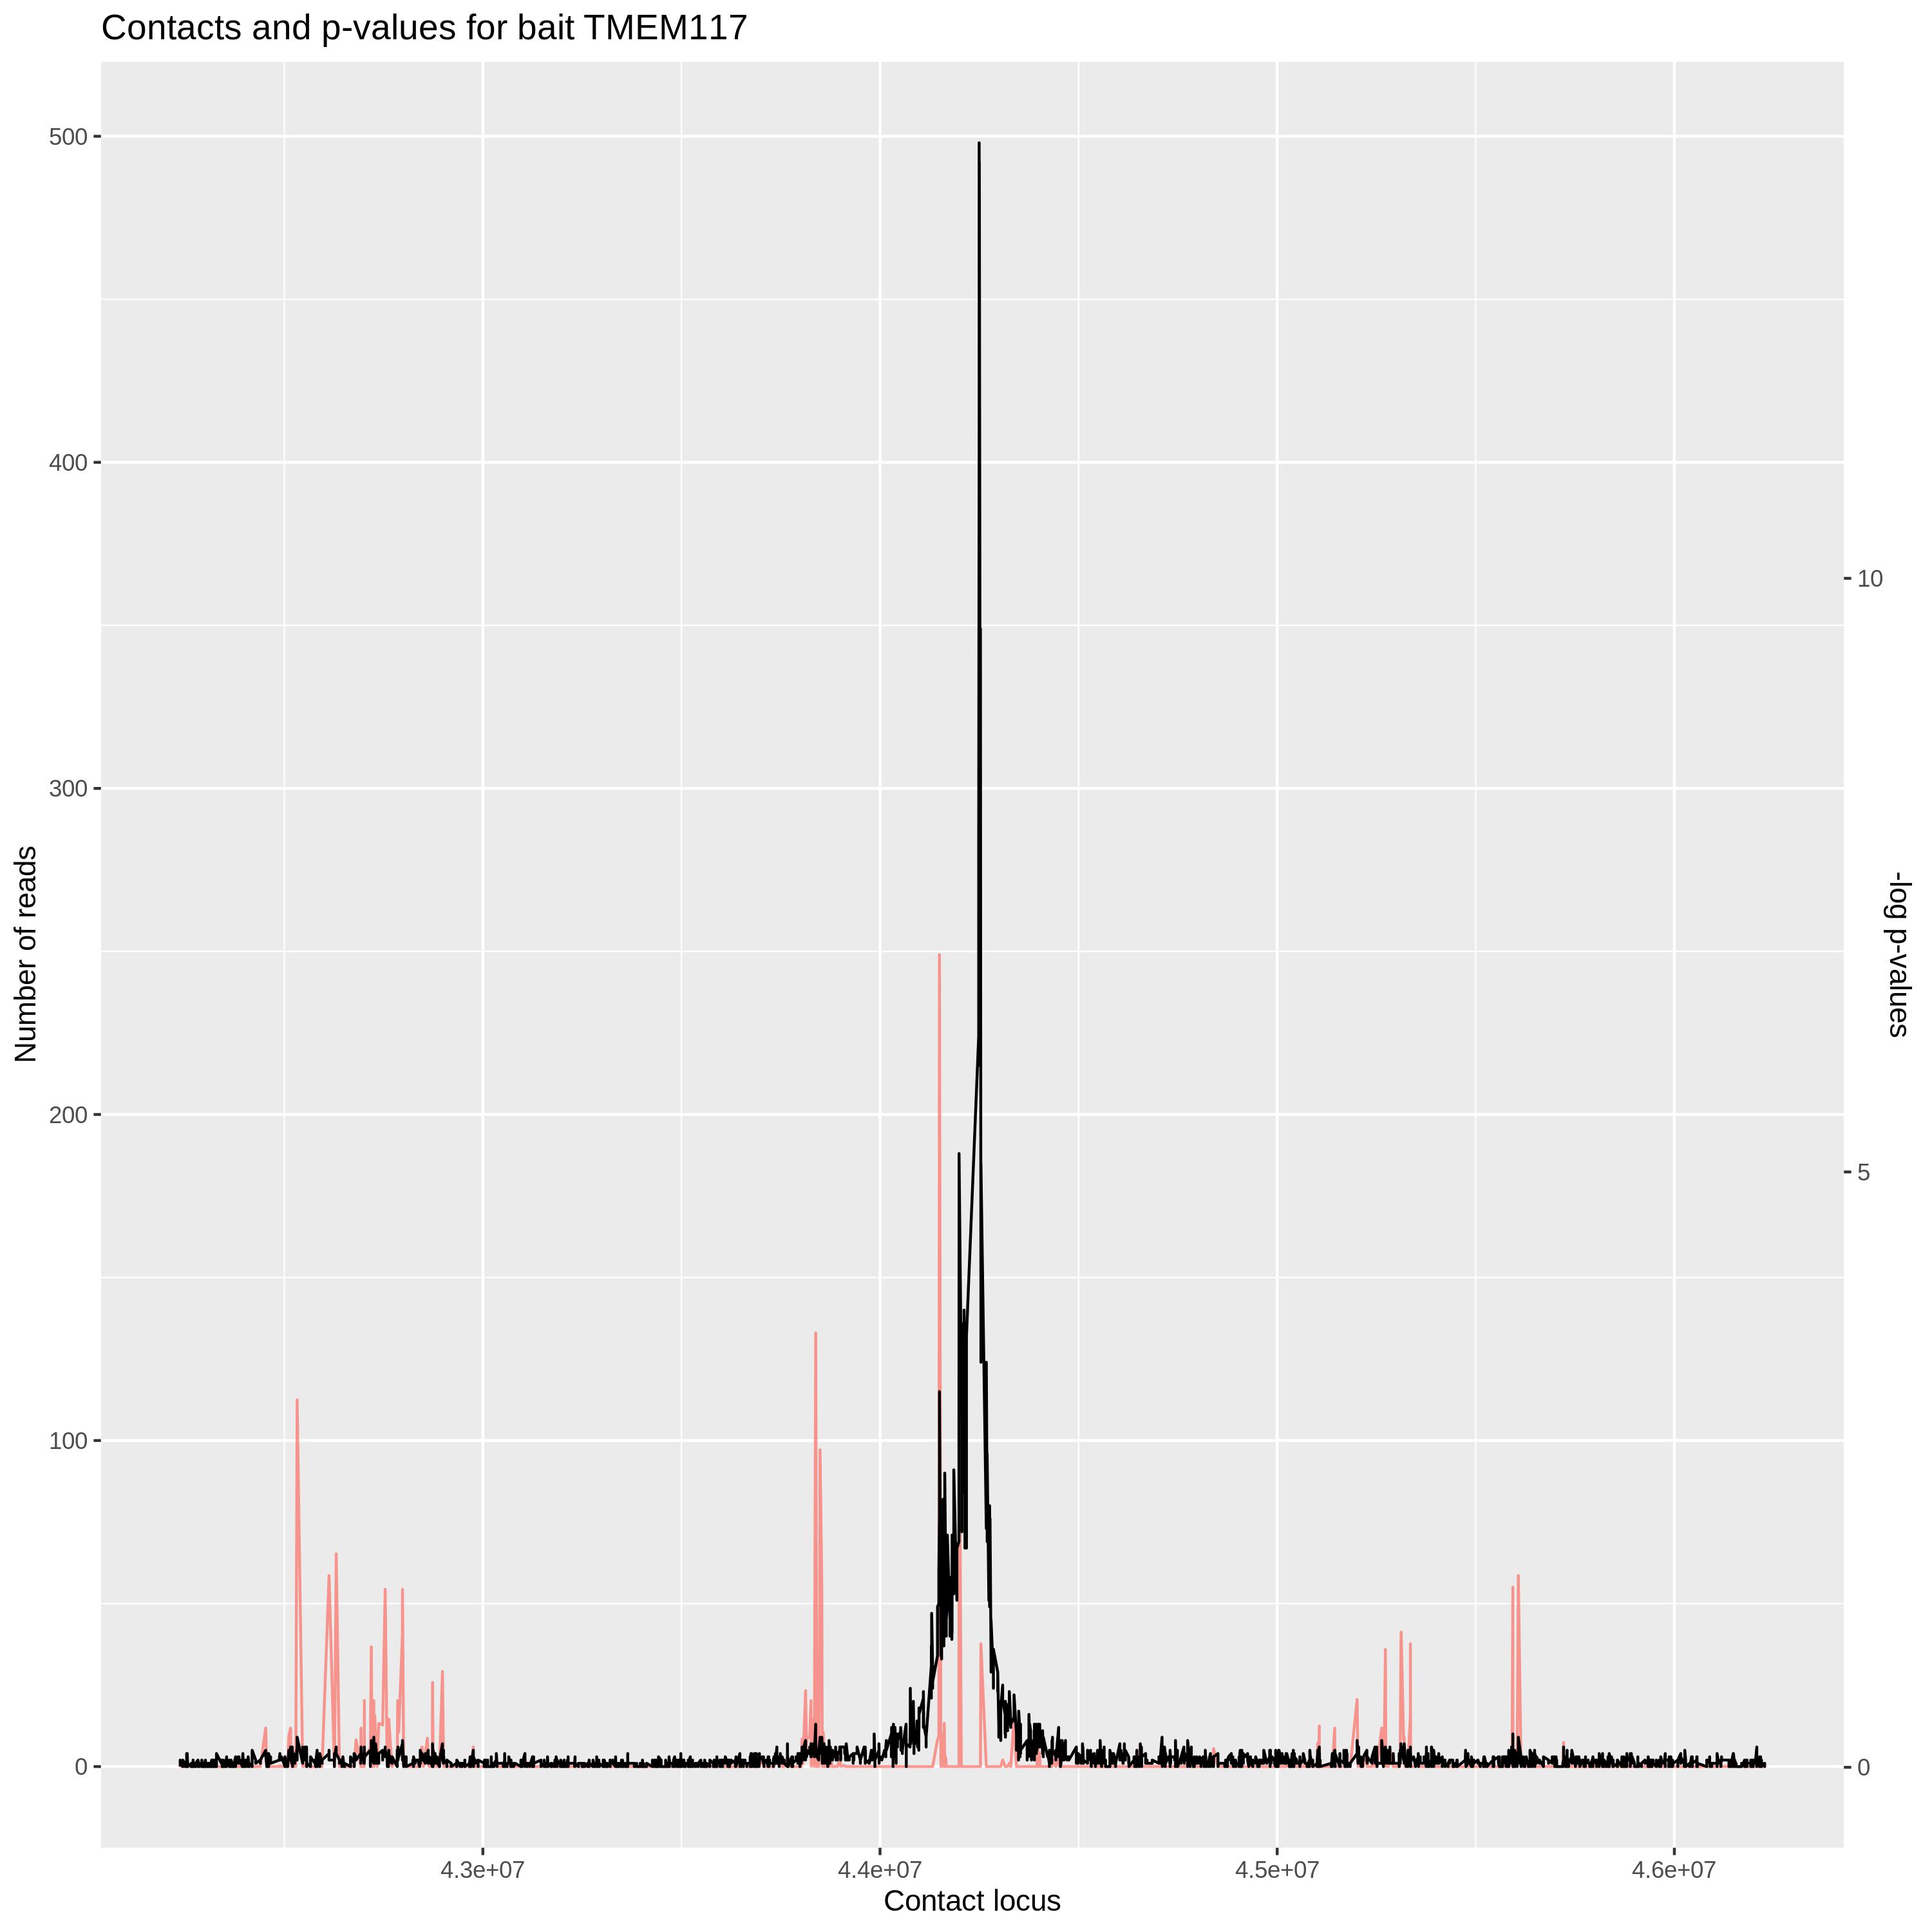 Contacts and p-values for bait TMEM117
500
400
300
200
100
0
Number of reads
10
5
0
-log p-values
4.3e+07
4.4e+07
4.5e+07
4.6e+07
Contact locus